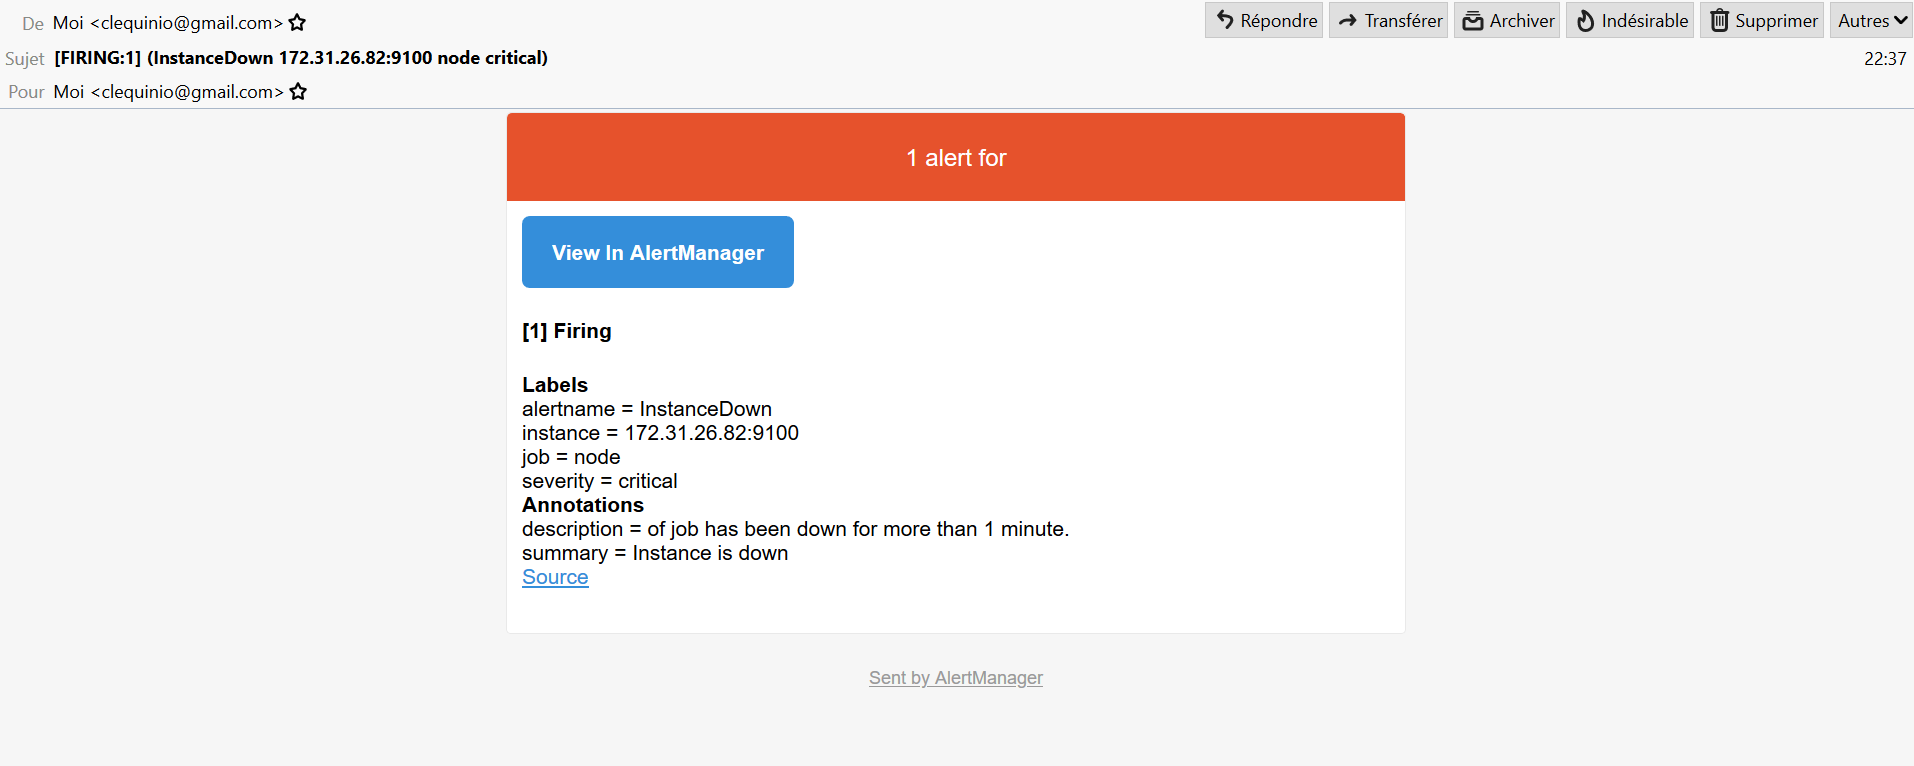 De Moi <clequinio@gmail.com>
Répondre Transférer Archiver Indésirable Supprimer Autres
Sujet [FIRING:1] (InstanceDown 172.31.26.82:9100 node critical) 22:37
Pour Moi <clequinio@gmail.com>
1 alert for
View In AlertManager
[1] Firing
Labels
alertname = InstanceDown
instance = 172.31.26.82:9100
job = node
severity = critical
Annotations
description = of job has been down for more than 1 minute.
summary = Instance is down
Source
Sent by AlertManager